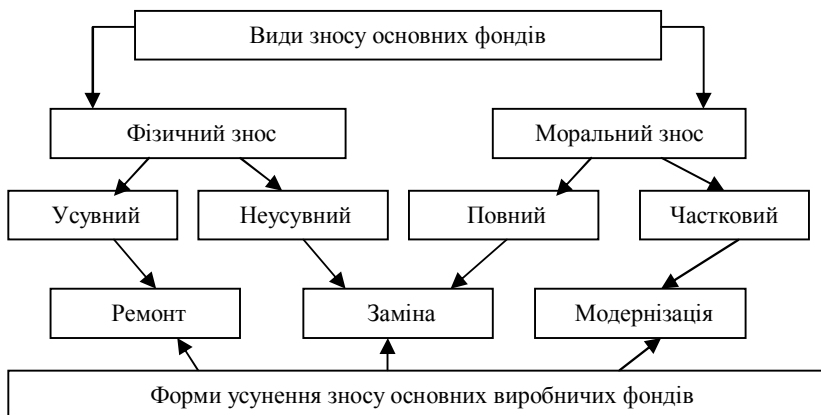 Види зносу основних фондів
Фізичний знос
Моральний знос
Усувний
Неусувний
Повний
Частковий
Ремонт
Заміна
Модернізація
Форми усунення зносу основних виробничих фондів